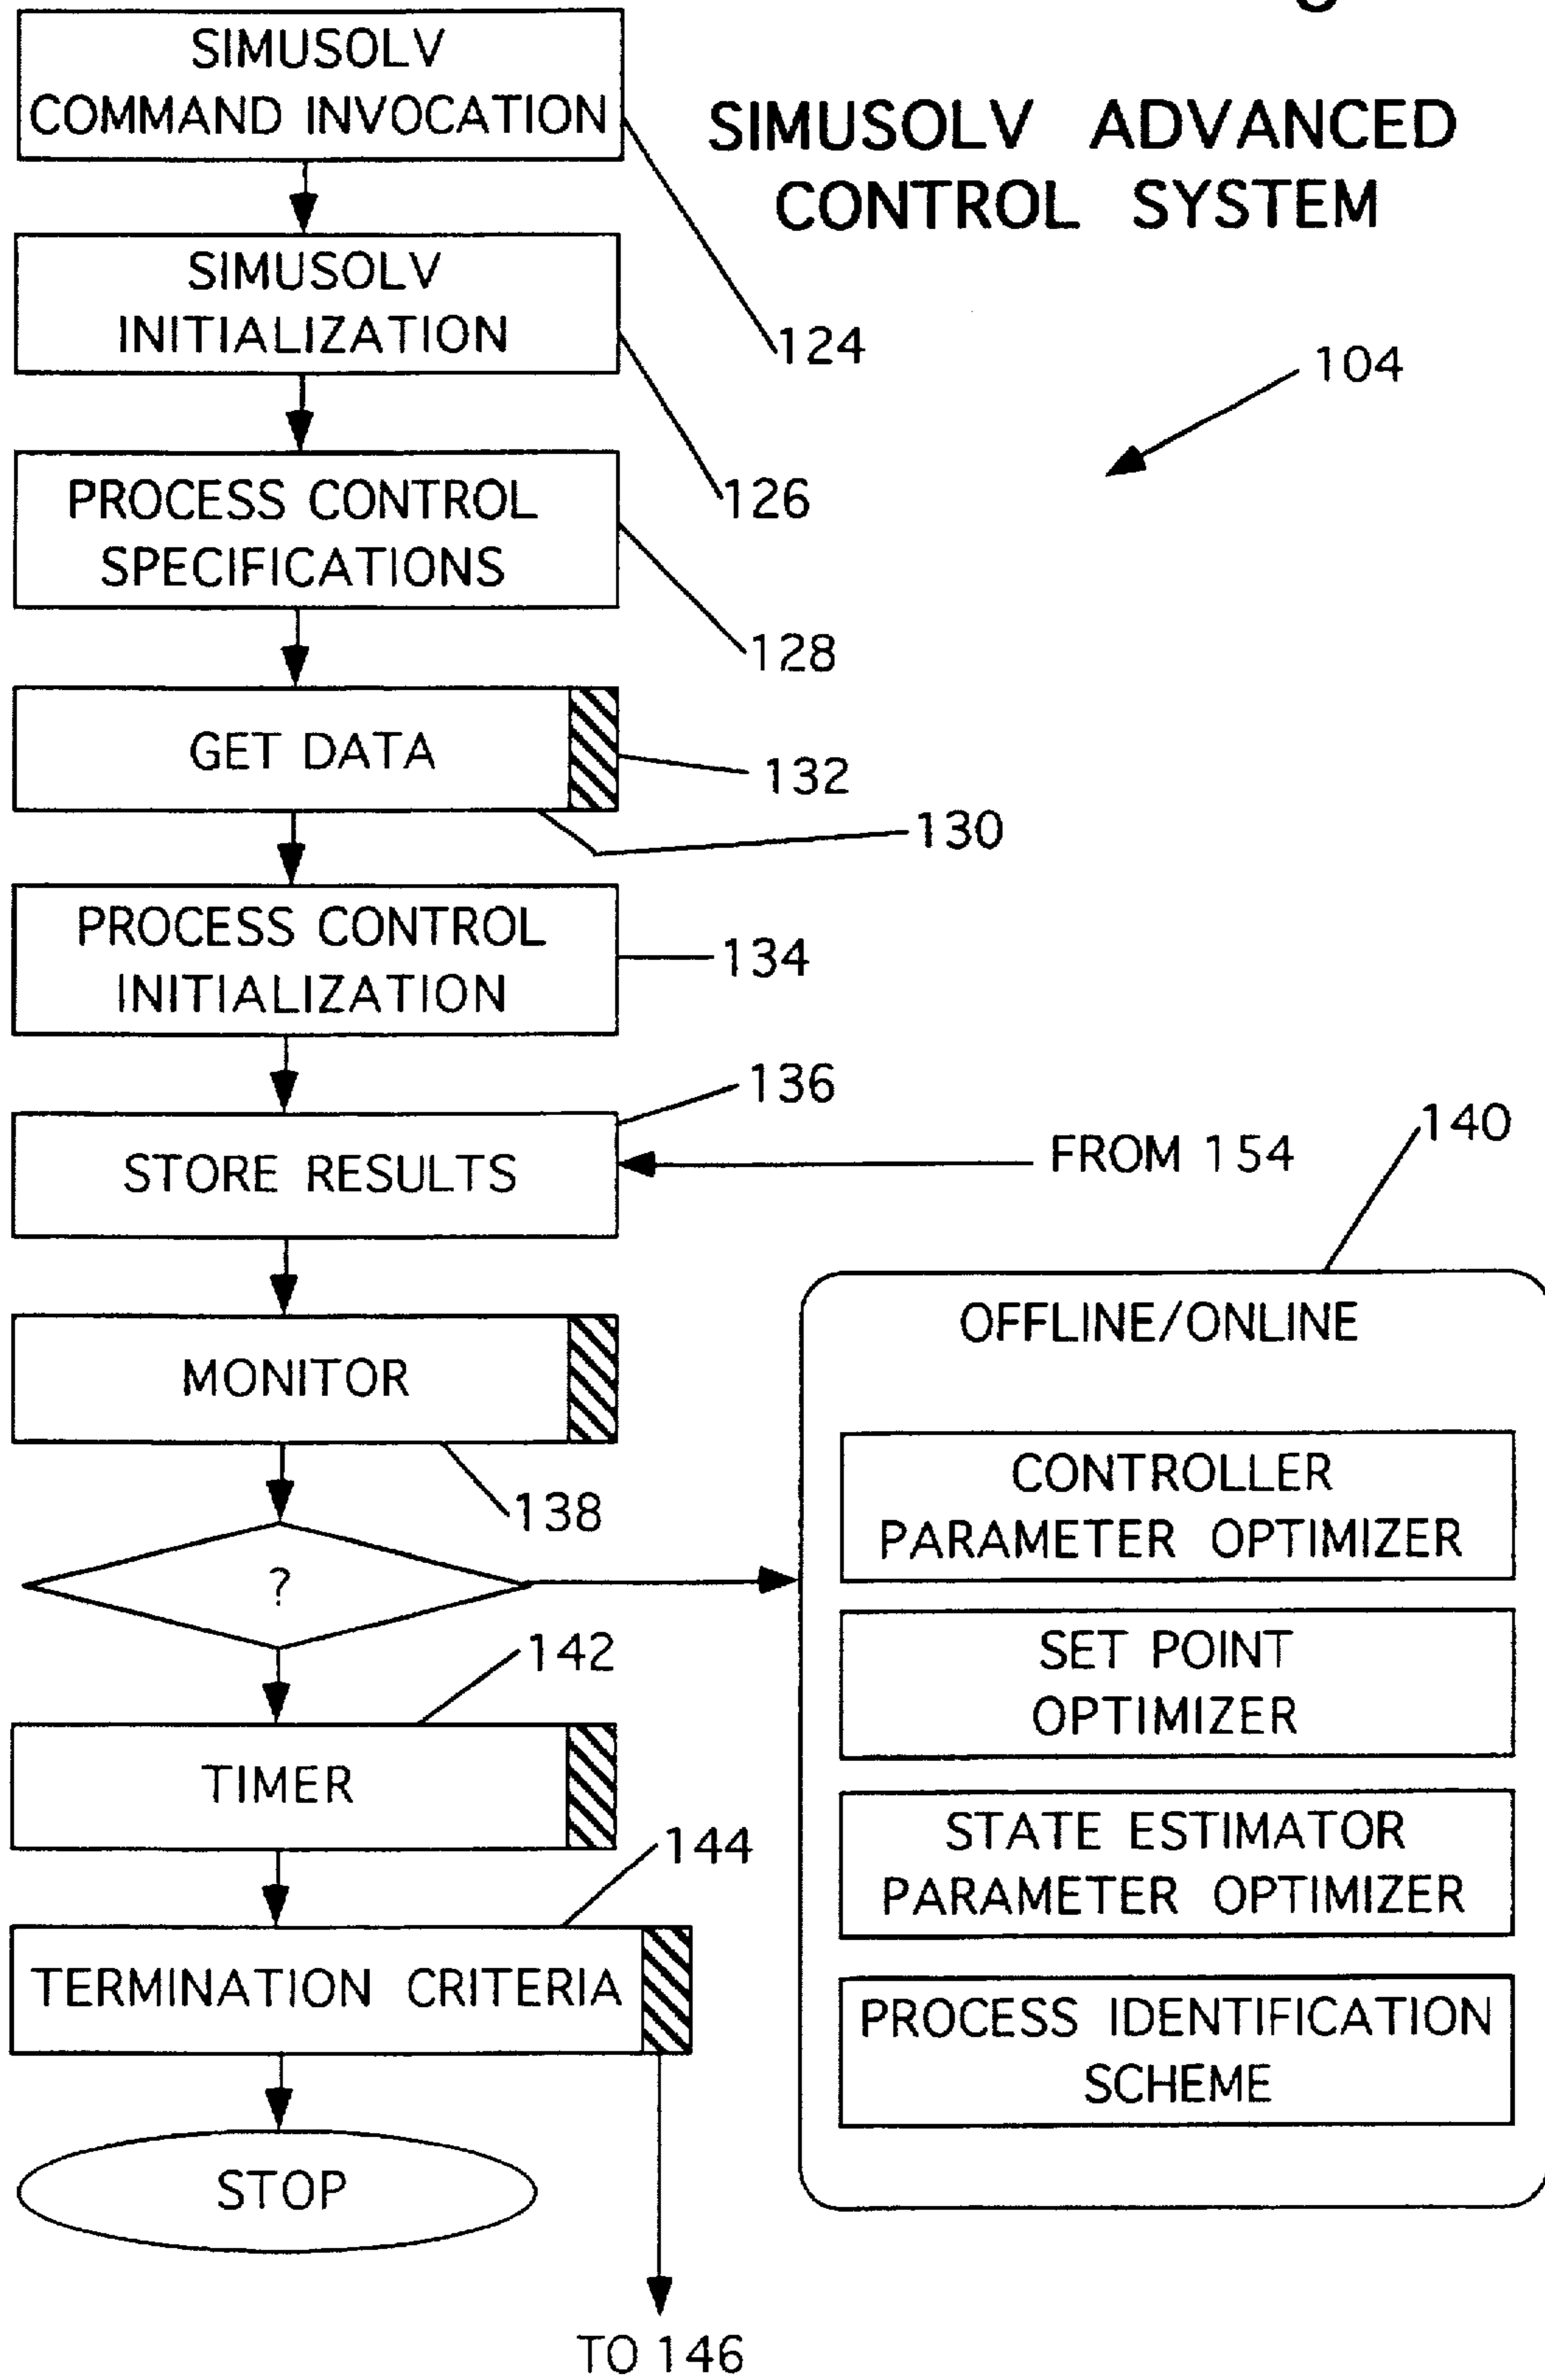 SIMUSOLV
COMMAND INVOCATION
SIMUSOLV ADVANCED
CONTROL SYSTEM
SIMUSOLV
INITIALIZATION
124
104
PROCESS CONTROL
SPECIFICATIONS
126
128
GET DATA
132
130
PROCESS CONTROL
INITIALIZATION
134
136
STORE RESULTS
FROM 154
140
MONITOR
138
?
OFFLINE/ONLINE
CONTROLLER
PARAMETER OPTIMIZER
SET POINT
OPTIMIZER
STATE ESTIMATOR
PARAMETER OPTIMIZER
PROCESS IDENTIFICATION
SCHEME
142
TIMER
144
TERMINATION CRITERIA
STOP
TO 146